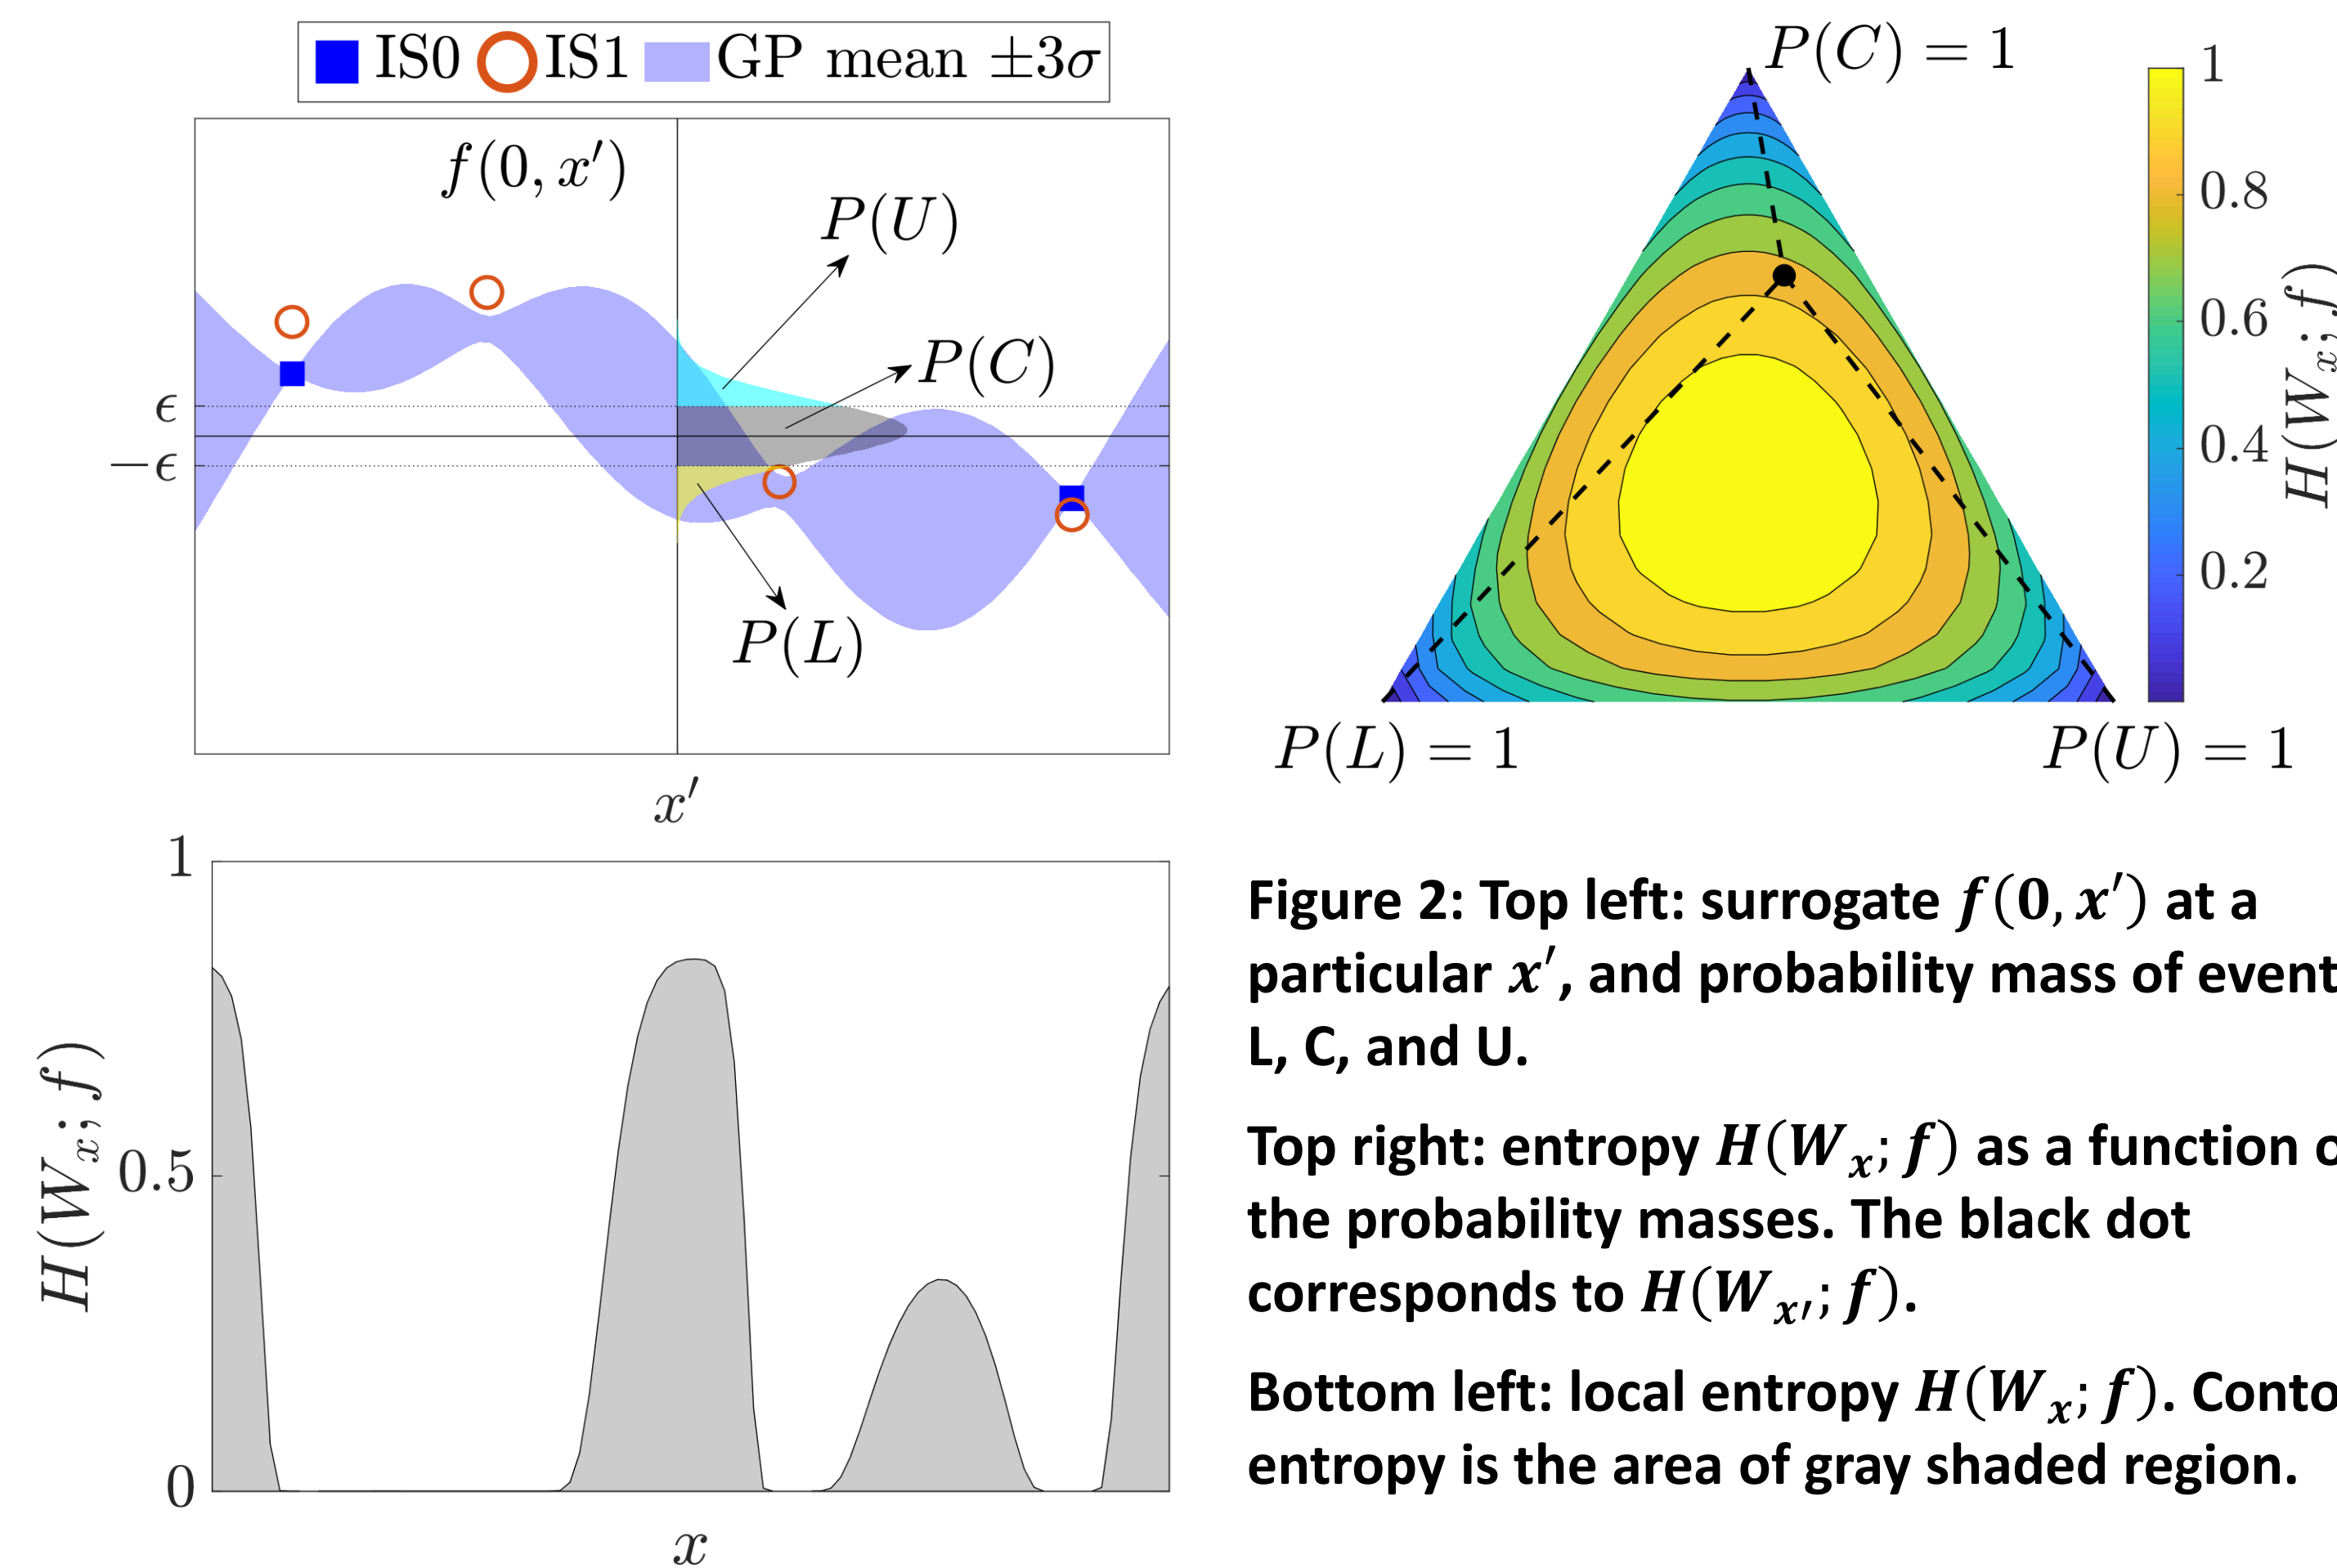 IS0 IS1 GP mean ±3σ
f(0, x′)
P(U)
P(C)
P(L)
ϵ
−ϵ
x′
P(C) = 1
P(L) = 1
P(U) = 1
1
0.8
0.6
0.4
0.2
H(Wₓ; f)
1
0.5
0
H(Wₓ; f)
x
Figure 2: Top left: surrogate f(0, x′) at a
particular x′, and probability mass of event
L, C, and U.
Top right: entropy H(Wₓ; f) as a function
the probability masses. The black dot
corresponds to H(Wₓ′; f).
Bottom left: local entropy H(Wₓ; f).
entropy is the area of gray shaded region.